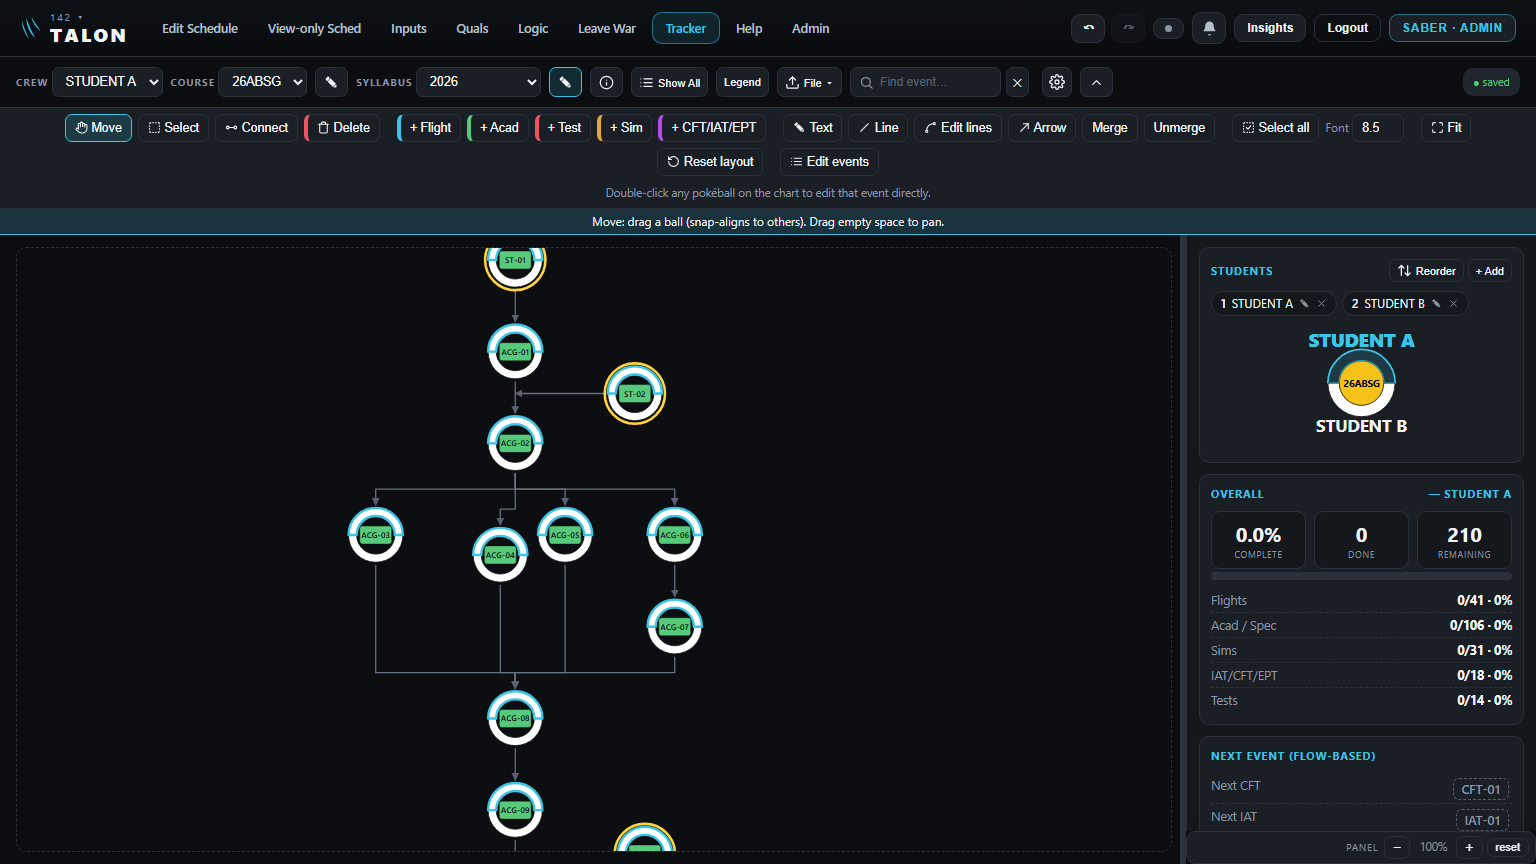 142
TALON
Edit Schedule
View-only Sched
Inputs
Quals
Logic
Leave War
Tracker
Help
Admin
Insights
Logout
SABER · ADMIN
CREW STUDENT A
COURSE 26ABSG
SYLLABUS 2026
Show All
Legend
File
Find event...
saved
Move
Select
Connect
Delete
+ Flight
+ Acad
+ Test
+ Sim
+ CFT/IAT/EPT
Text
Line
Edit lines
Arrow
Merge
Unmerge
Select all
Font 8.5
Fit
Reset layout
Edit events
Double-click any pokéball on the chart to edit that event directly.
Move: drag a ball (snap-aligns to others). Drag empty space to pan.
ST-01
ACG-01
ST-02
ACG-02
ACG-03
ACG-04
ACG-05
ACG-06
ACG-07
ACG-08
ACG-09
STUDENTS
Reorder
+ Add
1 STUDENT A
2 STUDENT B
STUDENT A
26ABSG
STUDENT B
OVERALL
— STUDENT A
0.0%
COMPLETE
0
DONE
210
REMAINING
Flights 0/41 · 0%
Acad / Spec 0/106 · 0%
Sims 0/31 · 0%
IAT/CFT/EPT 0/18 · 0%
Tests 0/14 · 0%
NEXT EVENT (FLOW-BASED)
Next CFT CFT-01
Next IAT IAT-01
PANEL − 100% + reset